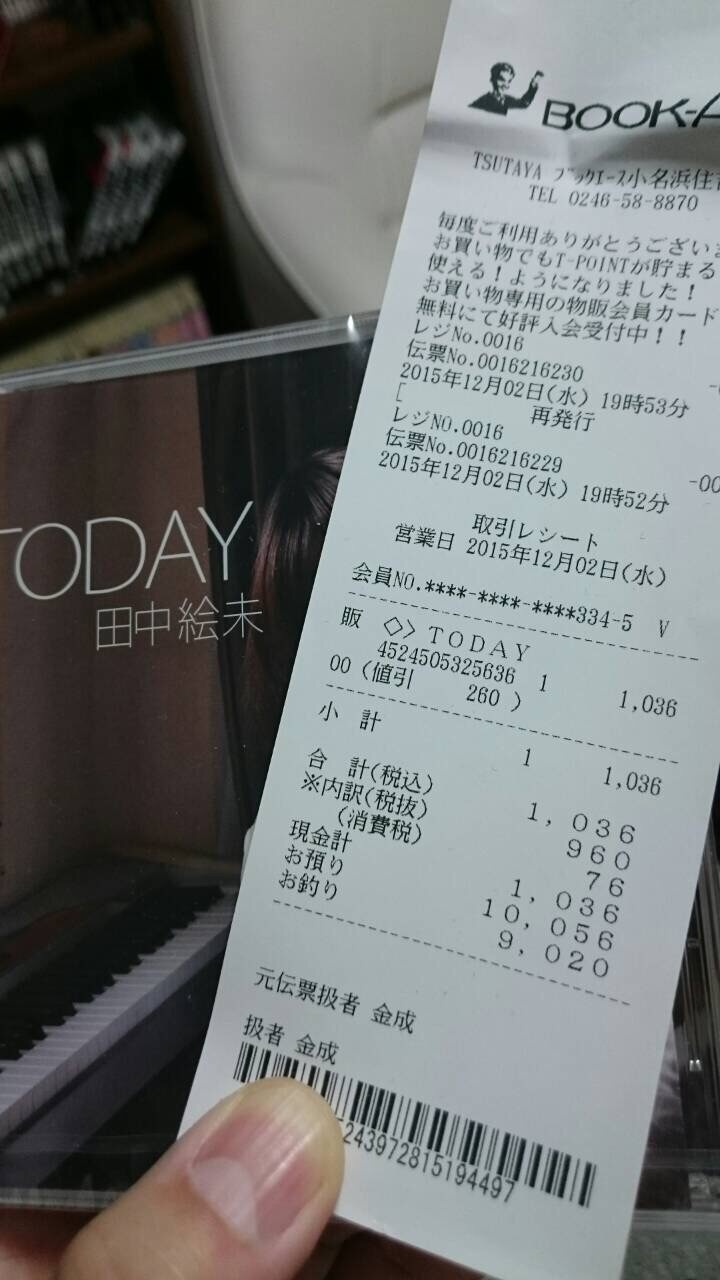 BOOK-A
TSUTAYA ブックエース小名浜住吉
TEL 0246-58-8870
毎度ご利用ありがとうござい
お買い物でもT-POINTが貯まる
使える！ようになりました！
お買い物専用の物販会員カード
無料にて好評入会受付中！！
レジNo.0016
伝票No.0016216230
2015年12月02日(水) 19時53分
[ 再発行
レジNO.0016
伝票No.0016216229 -00
2015年12月02日(水) 19時52分
取引レシート
営業日 2015年12月02日(水)
会員NO.****-****-****334-5 V
販 ◇> TODAY
4524505325636 1 1,036
00 (値引 260 )
小 計 1 1,036
合 計(税込) 1,036
※内訳(税抜) 960
(消費税) 76
現金計 1,036
お預り 10,056
お釣り 9,020
元伝票扱者 金成
扱者 金成
243972815194497
TODAY
田中絵未